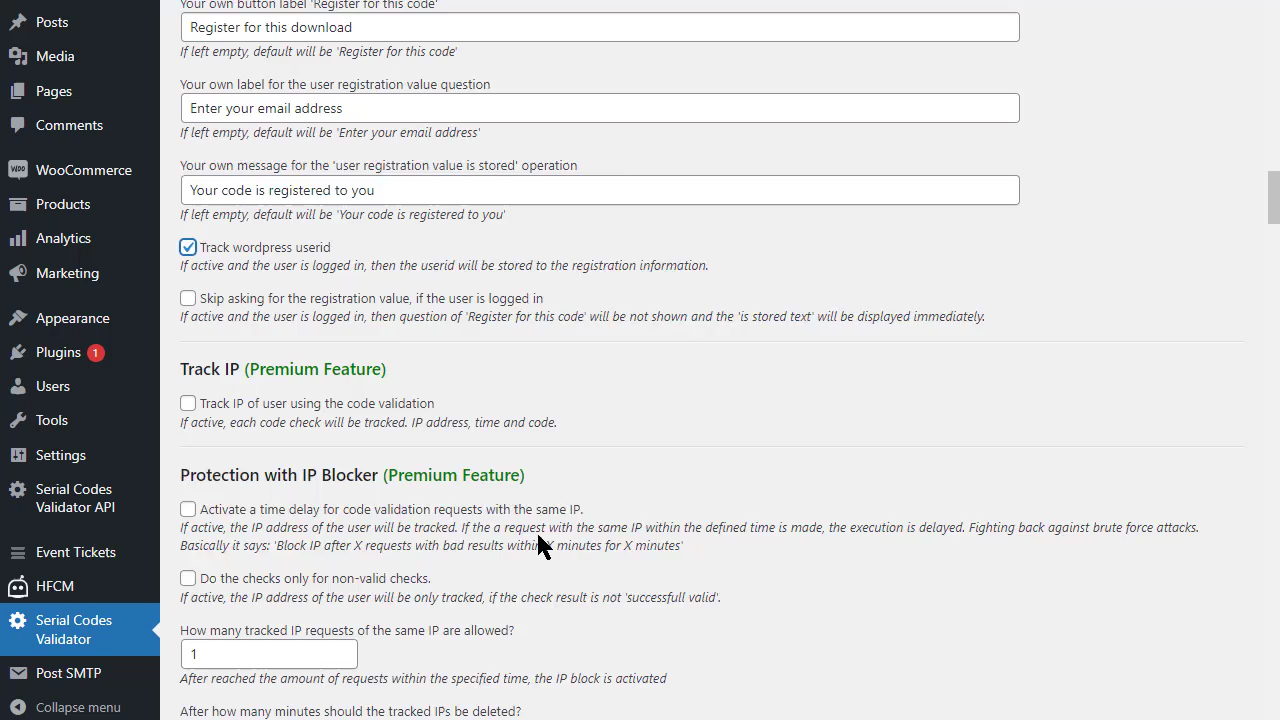 Posts
Media
Pages
Comments
WooCommerce
Products
Analytics
Marketing
Appearance
Plugins 1
Users
Tools
Settings
Serial Codes
Validator API
Event Tickets
HFCM
Serial Codes
Validator
Post SMTP
Collapse menu
Your own button label 'Register for this code'
Register for this download
If left empty, default will be 'Register for this code'
Your own label for the user registration value question
Enter your email address
If left empty, default will be 'Enter your email address'
Your own message for the 'user registration value is stored' operation
Your code is registered to you
If left empty, default will be 'Your code is registered to you'
Track wordpress userid
If active and the user is logged in, then the userid will be stored to the registration information.
Skip asking for the registration value, if the user is logged in
If active and the user is logged in, then question of 'Register for this code' will be not shown and the 'is stored text' will be displayed immediately.
Track IP (Premium Feature)
Track IP of user using the code validation
If active, each code check will be tracked. IP address, time and code.
Protection with IP Blocker (Premium Feature)
Activate a time delay for code validation requests with the same IP.
If active, the IP address of the user will be tracked. If the a request with the same IP within the defined time is made, the execution is delayed. Fighting back against brute force attacks.
Basically it says: 'Block IP after X requests with bad results within X minutes for X minutes'
Do the checks only for non-valid checks.
If active, the IP address of the user will be only tracked, if the check result is not 'successfull valid'.
How many tracked IP requests of the same IP are allowed?
1
After reached the amount of requests within the specified time, the IP block is activated
After how many minutes should the tracked IPs be deleted?